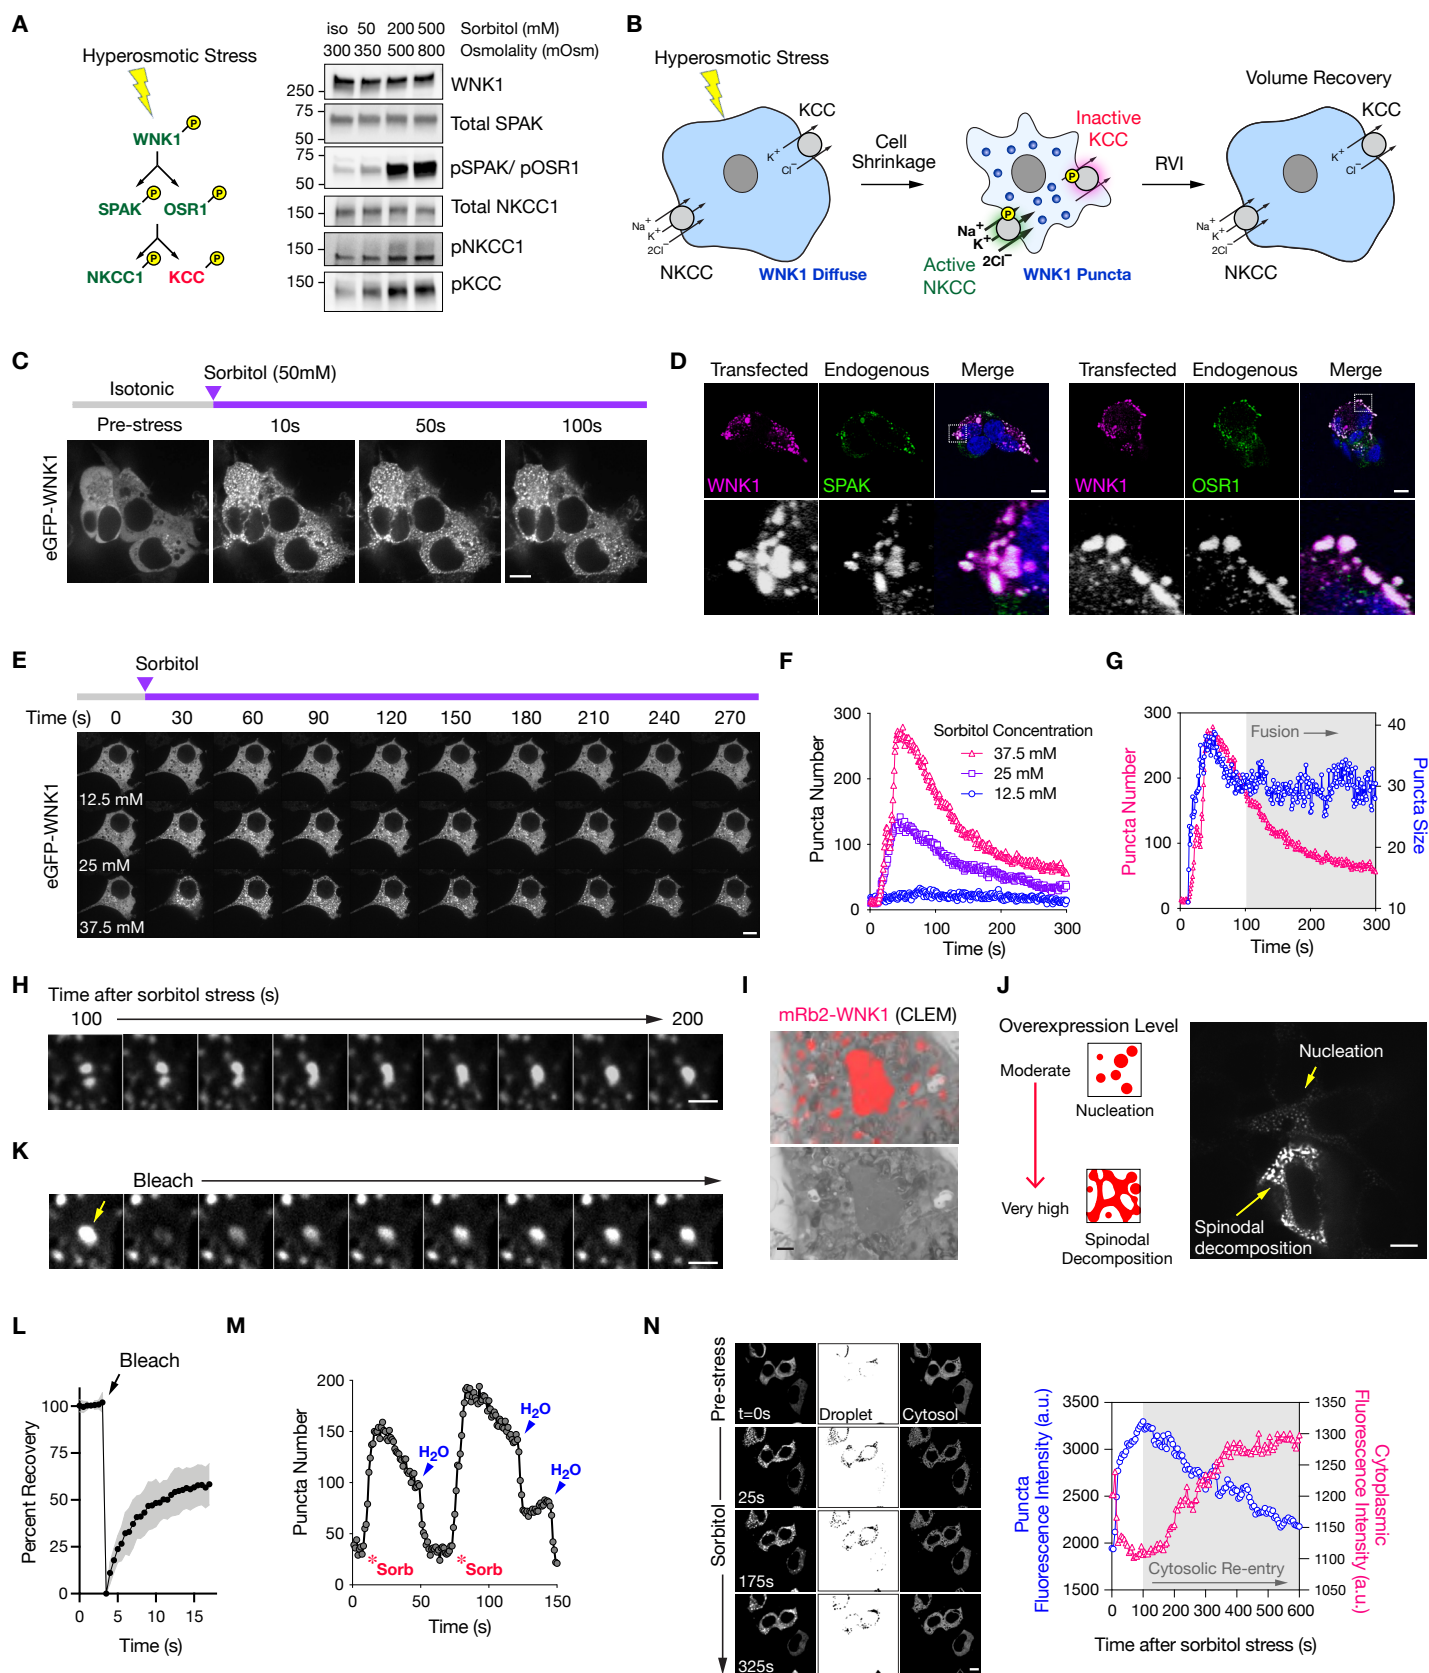 A
Hyperosmotic Stress
WNK1
P
SPAK
P
OSR1
P
NKCC1
P
KCC
P
iso 50 200 500 Sorbitol (mM)
300 350 500 800 Osmolality (mOsm)
250
WNK1
75
50
Total SPAK
75
50
pSPAK/ pOSR1
150
Total NKCC1
150
pNKCC1
150
pKCC
B
Hyperosmotic Stress
KCC
K+
Cl−
Na+
K+
2Cl−
NKCC
WNK1 Diffuse
Cell
Shrinkage
Inactive
KCC
P
P
Na+
K+
2Cl−
Active
NKCC
WNK1 Puncta
RVI
Volume Recovery
KCC
K+
Cl−
Na+
K+
2Cl−
NKCC
C
Sorbitol (50mM)
Isotonic
Pre-stress 10s 50s 100s
eGFP-WNK1
D
Transfected Endogenous Merge
WNK1 SPAK
Transfected Endogenous Merge
WNK1 OSR1
E
Sorbitol
Time (s) 0 30 60 90 120 150 180 210 240 270
eGFP-WNK1
12.5 mM
25 mM
37.5 mM
F
Puncta Number
300
200
100
0
0 100 200 300
Time (s)
Sorbitol Concentration
37.5 mM
25 mM
12.5 mM
G
Puncta Number
300
200
100
0
0 100 200 300
Time (s)
Fusion
40
30
20
10
Puncta Size
H
Time after sorbitol stress (s)
100 200
I
mRb2-WNK1 (CLEM)
J
Overexpression Level
Moderate
Nucleation
Very high
Spinodal
Decomposition
Nucleation
Spinodal
decomposition
K
Bleach
L
Bleach
Percent Recovery
100
75
50
25
0
0 5 10 15
Time (s)
M
Puncta Number
200
150
100
50
0
0 50 100 150
Time (s)
*Sorb
H2O
*Sorb
H2O
H2O
N
Pre-stress
Sorbitol
t=0s Droplet Cytosol
25s
175s
325s
Puncta
Fluorescence Intensity (a.u.)
3500
3000
2500
2000
1500
0 100 200 300 400 500 600
Time after sorbitol stress (s)
Cytosolic Re-entry
1350
1300
1250
1200
1150
1100
1050
Cytoplasmic
Fluorescence Intensity (a.u.)